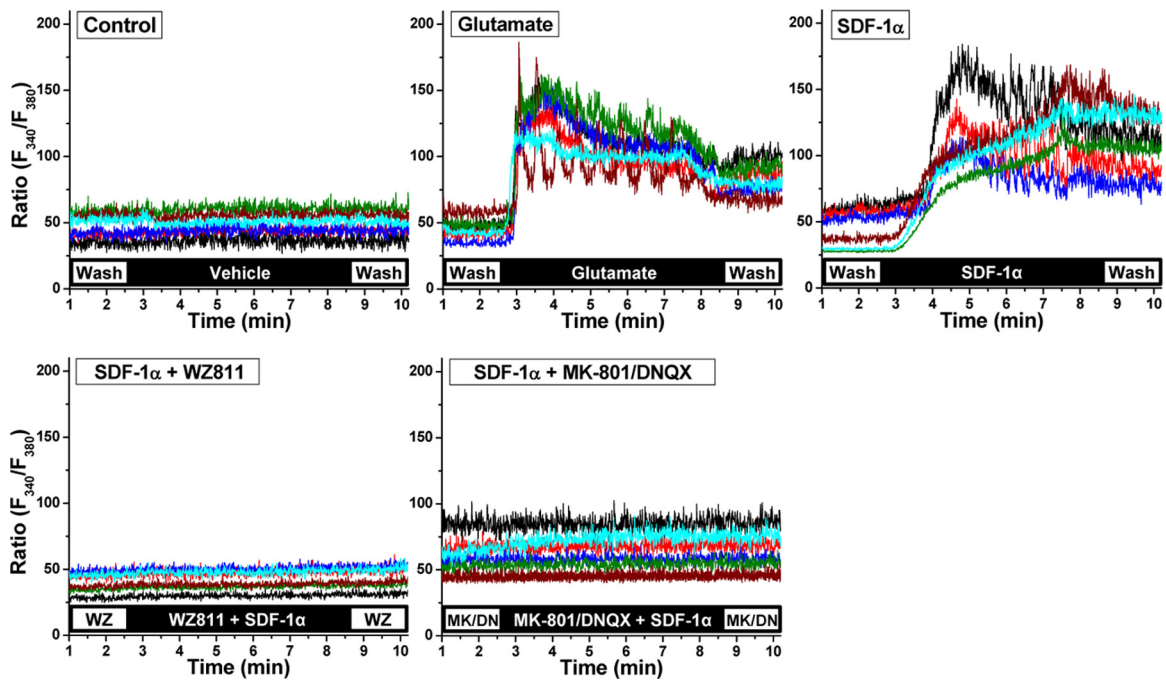 Control
Glutamate
SDF-1α
Ratio (F340/F380)
200
150
100
50
0
Wash Vehicle Wash
1 2 3 4 5 6 7 8 9 10
Time (min)
200
150
100
50
0
Wash Glutamate Wash
1 2 3 4 5 6 7 8 9 10
Time (min)
200
150
100
50
0
Wash SDF-1α Wash
1 2 3 4 5 6 7 8 9 10
Time (min)
SDF-1α + WZ811
SDF-1α + MK-801/DNQX
Ratio (F340/F380)
200
150
100
50
0
WZ WZ811 + SDF-1α WZ
1 2 3 4 5 6 7 8 9 10
Time (min)
200
150
100
50
0
MK/DN MK-801/DNQX + SDF-1α MK/DN
1 2 3 4 5 6 7 8 9 10
Time (min)